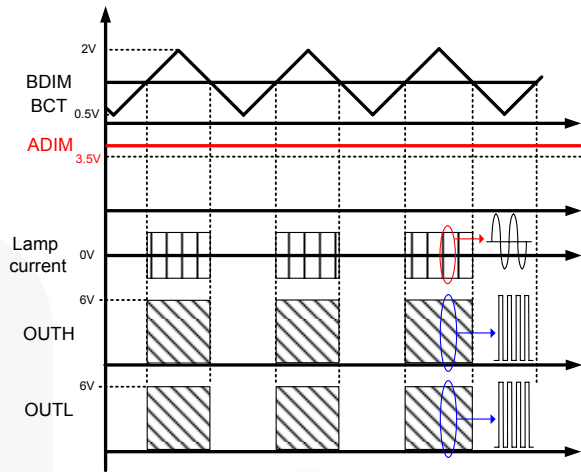 2V
BDIM
BCT
0.5V
ADIM
3.5V
Lamp
current
0V
6V
OUTH
6V
OUTL